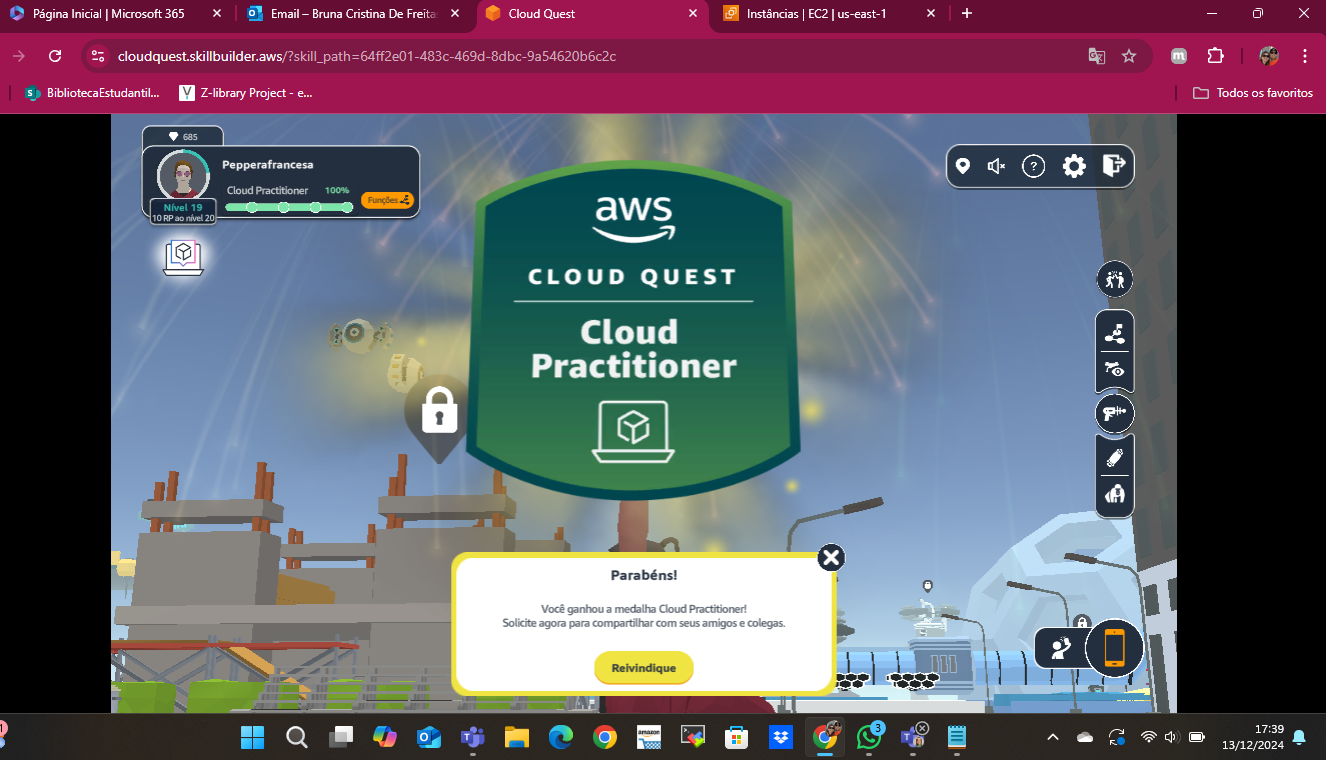 Página Inicial | Microsoft 365
Email – Bruna Cristina De Freita
Cloud Quest
Instâncias | EC2 | us-east-1
cloudquest.skillbuilder.aws/?skill_path=64ff2e01-483c-469d-8dbc-9a54620b6c2c
BibliotecaEstudantil...
Z-library Project - e...
Todos os favoritos
685
Pepperafrancesa
Cloud Practitioner 100%
Funções
Nível 19
10 RP ao nível 20
aws
CLOUD QUEST
Cloud
Practitioner
Parabéns!
Você ganhou a medalha Cloud Practitioner!
Solicite agora para compartilhar com seus amigos e colegas.
Reivindique
amazon
3
17:39
13/12/2024